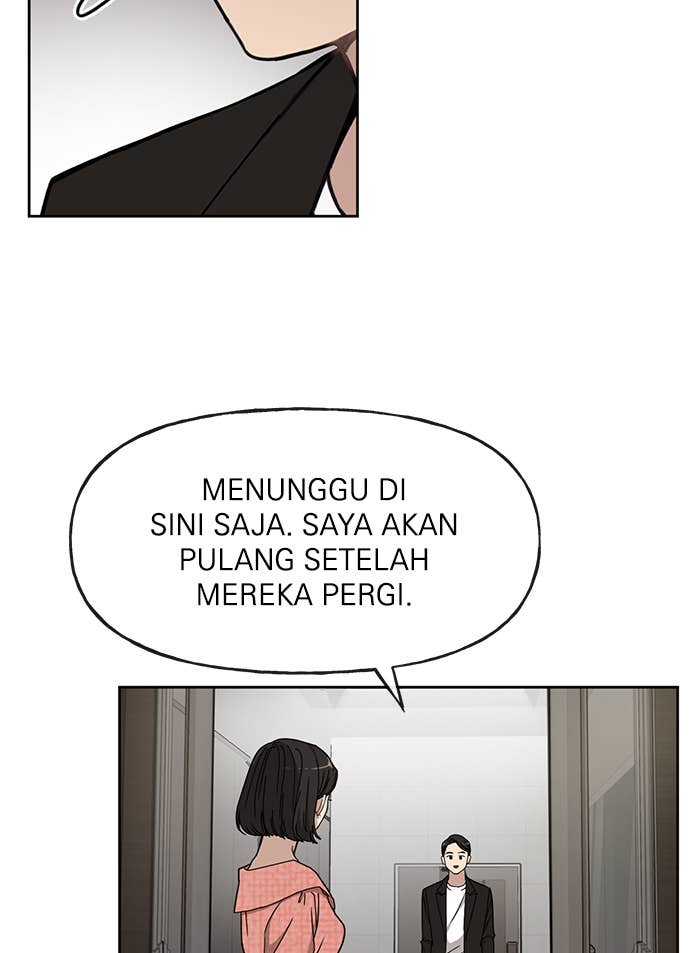 MENUNGGU DI
SINI SAJA. SAYA AKAN
PULANG SETELAH
MEREKA PERGI.